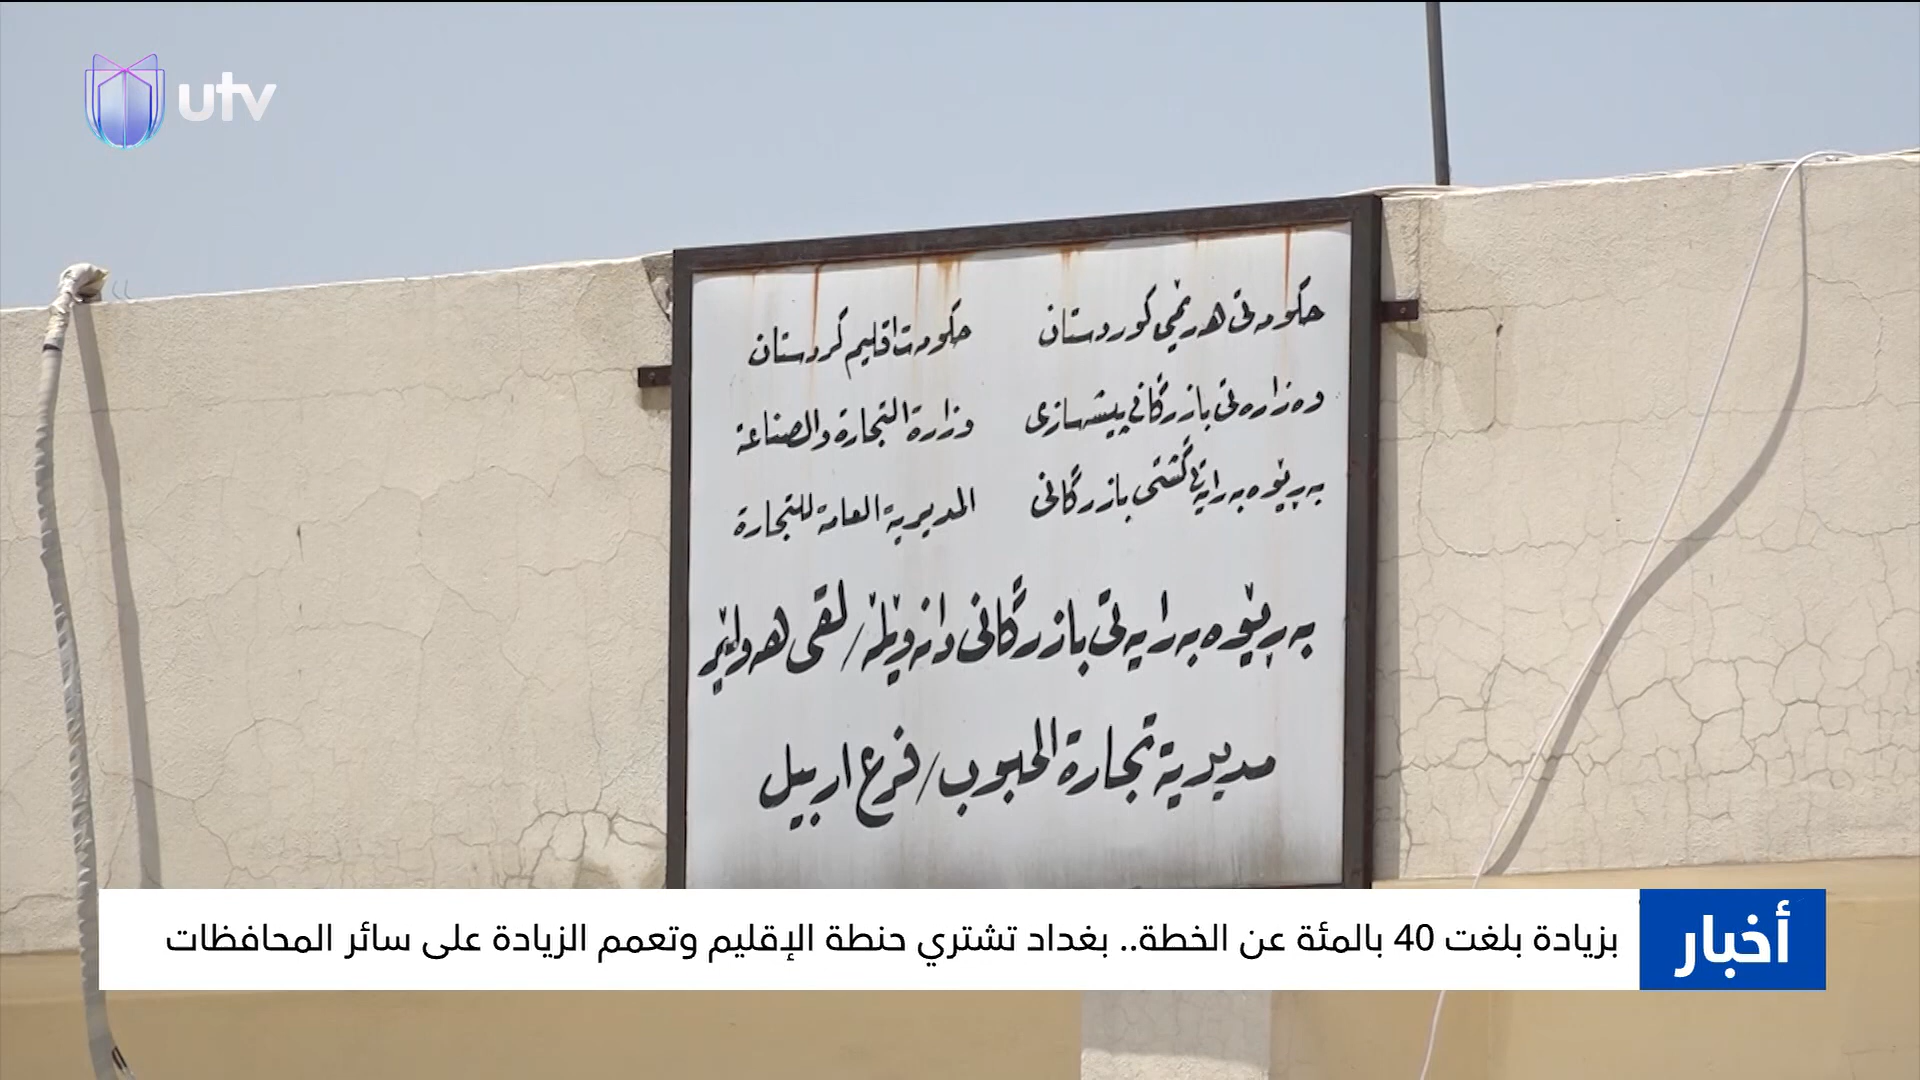 utv
حکومەتی هەرێمی کوردستان
حكومت اقليم كردستان
وەزارەتی بازرگانی پیشەسازی
وزارة التجارة والصناعة
بەڕێوەبەرایەتی گشتی بازرگانی
المديرية العامة للتجارة
بەڕێوەبەرایەتی بازرگانی دانەوێڵە/لقی هەولێر
مديرية تجارة الحبوب/فرع اربيل
أخبار
بزيادة بلغت 40 بالمئة عن الخطة.. بغداد تشتري حنطة الإقليم وتعمم الزيادة على سائر المحافظات